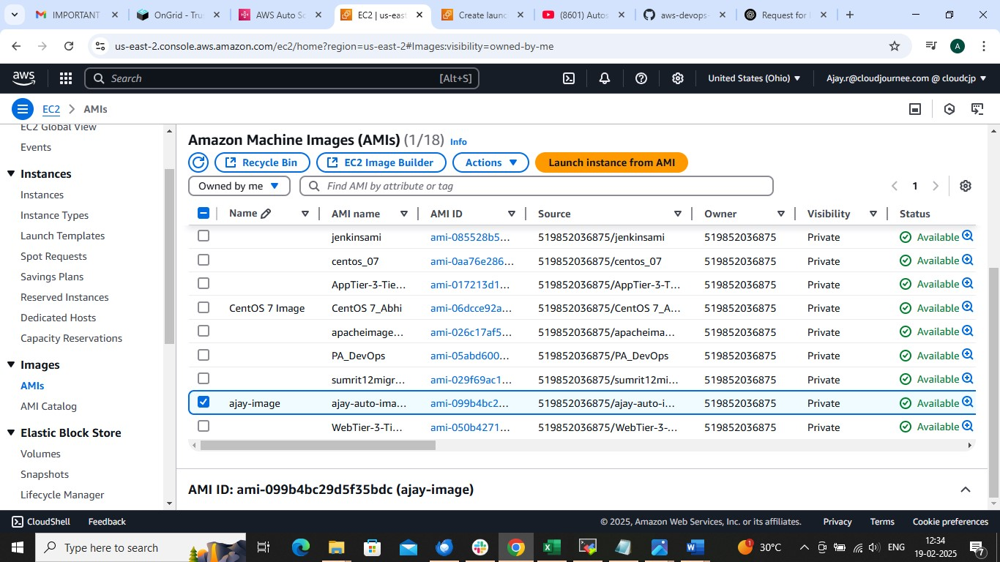 IMPORTANT
OnGrid - Tru
AWS Auto Sc
EC2 | us-east
Create launc
(8601) Autos
aws-devops-
Request for
us-east-2.console.aws.amazon.com/ec2/home?region=us-east-2#Images:visibility=owned-by-me
A
aws
Search
[Alt+S]
United States (Ohio)
Ajay.r@cloudjournee.com @ cloudcjp
EC2 > AMIs
EC2 Global View
Events
Instances
Instances
Instance Types
Launch Templates
Spot Requests
Savings Plans
Reserved Instances
Dedicated Hosts
Capacity Reservations
Images
AMIs
AMI Catalog
Elastic Block Store
Volumes
Snapshots
Lifecycle Manager
Amazon Machine Images (AMIs) (1/18) Info
Recycle Bin
EC2 Image Builder
Actions
Launch instance from AMI
Owned by me
Find AMI by attribute or tag
1
Name AMI name AMI ID Source Owner Visibility Status
jenkinsami ami-085528b5... 519852036875/jenkinsami 519852036875 Private Available
centos_07 ami-0aa76e286... 519852036875/centos_07 519852036875 Private Available
AppTier-3-Tie... ami-017213d1... 519852036875/AppTier-3-T... 519852036875 Private Available
CentOS 7 Image CentOS 7_Abhi ami-06dcce92a... 519852036875/CentOS 7_A... 519852036875 Private Available
apacheimage... ami-026c17af5... 519852036875/apacheima... 519852036875 Private Available
PA_DevOps ami-05abd600... 519852036875/PA_DevOps 519852036875 Private Available
sumrit12migr... ami-029f69ac1... 519852036875/sumrit12mi... 519852036875 Private Available
ajay-image ajay-auto-ima... ami-099b4bc2... 519852036875/ajay-auto-i... 519852036875 Private Available
WebTier-3-Ti... ami-050b4271... 519852036875/WebTier-3-... 519852036875 Private Available
AMI ID: ami-099b4bc29d5f35bdc (ajay-image)
CloudShell
Feedback
© 2025, Amazon Web Services, Inc. or its affiliates.
Privacy
Terms
Cookie preferences
Type here to search
1
30°C
ENG
12:34
19-02-2025
7